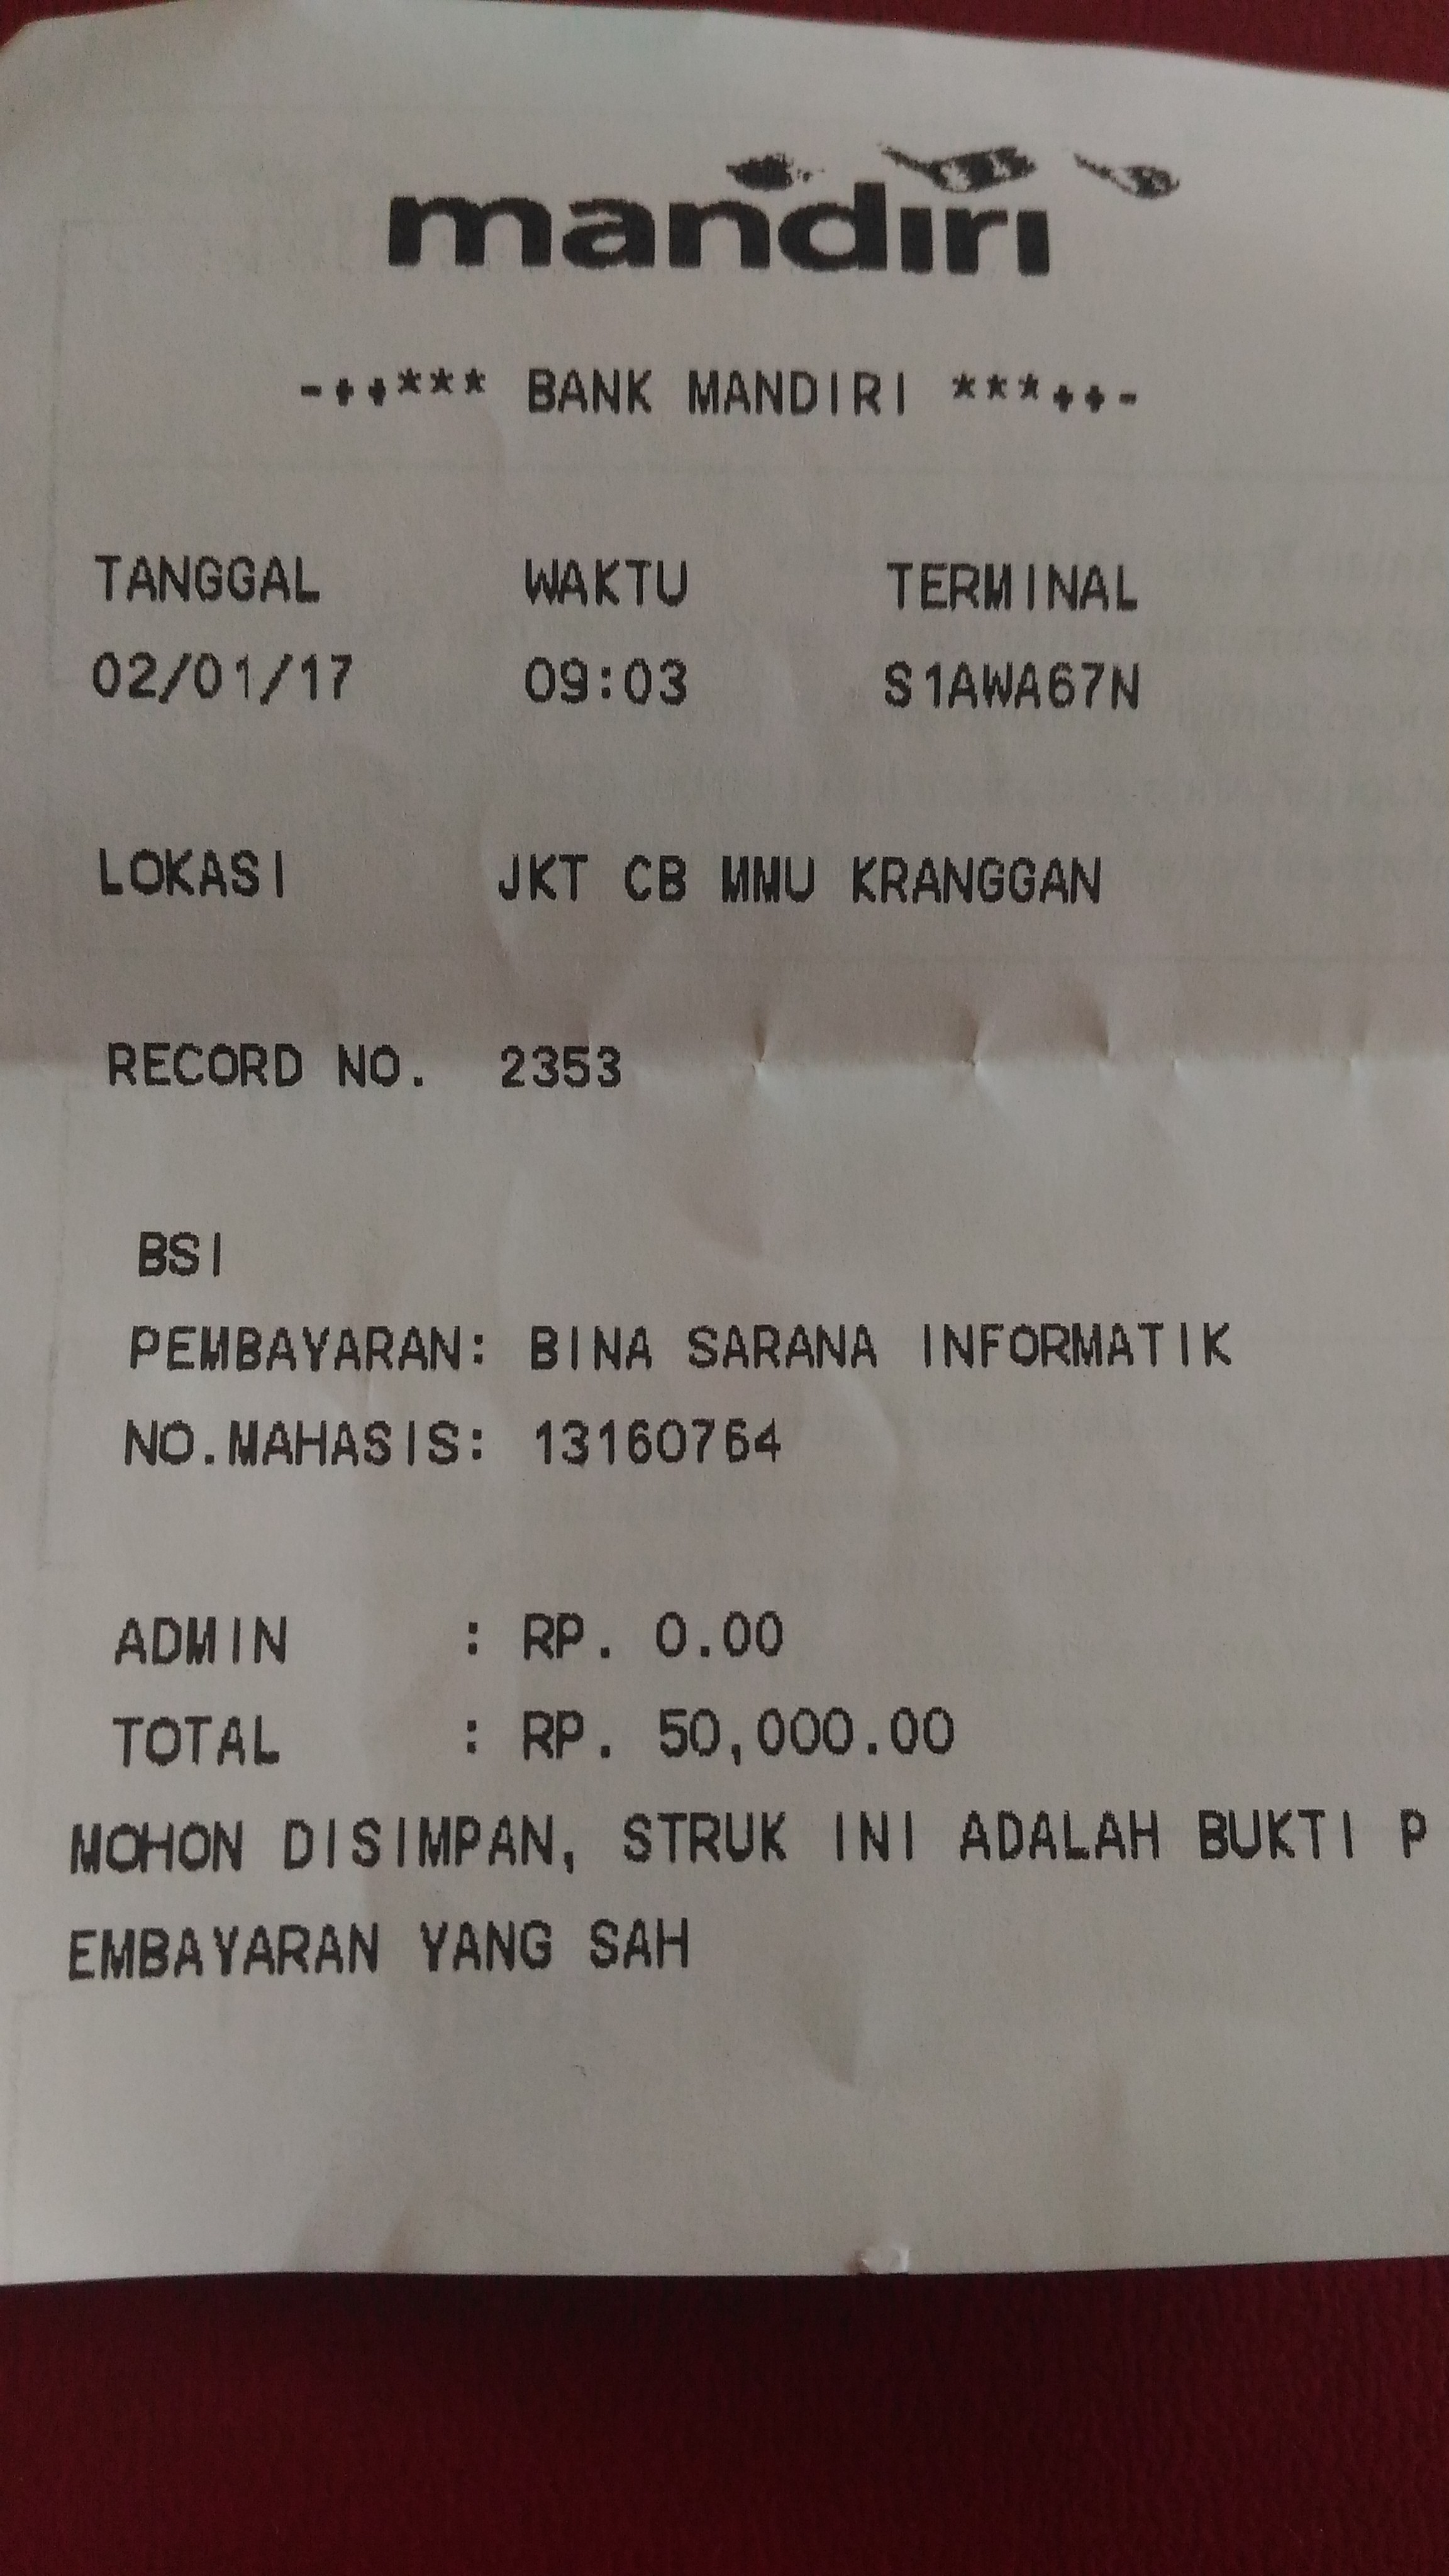 mandiri
-++*** BANK MANDIRI ***++-
TANGGAL WAKTU TERMINAL
02/01/17 09:03 S1AWA67N
LOKASI JKT CB MMU KRANGGAN
RECORD NO. 2353
BSI
PEMBAYARAN: BINA SARANA INFORMATIK
NO.MAHASIS: 13160764
ADMIN : RP. 0.00
TOTAL : RP. 50,000.00
MOHON DISIMPAN, STRUK INI ADALAH BUKTI P
EMBAYARAN YANG SAH